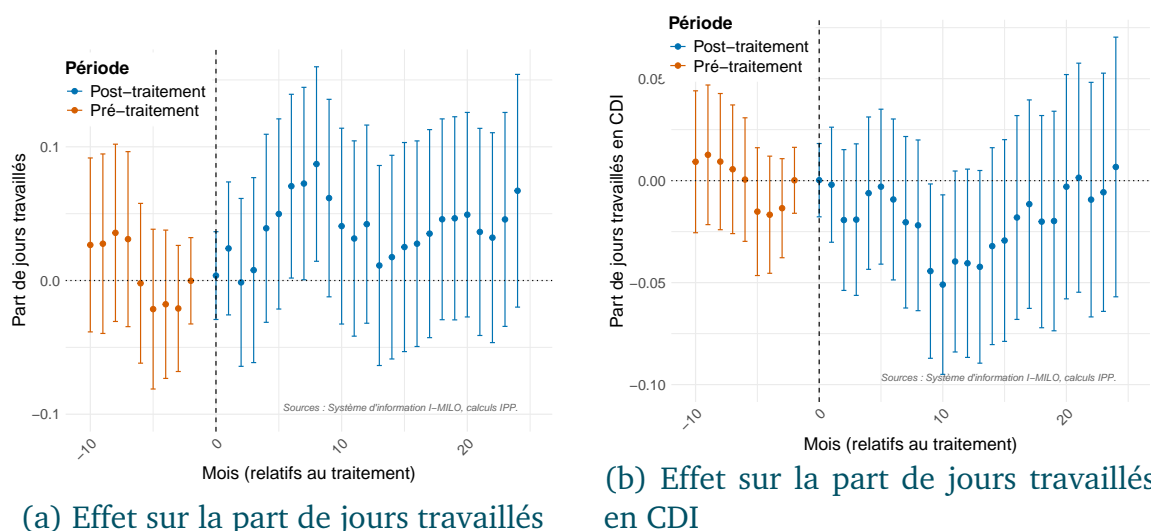 Période
Post−traitement
Pré−traitement
Part de jours travaillés
0.1
0.0
−0.1
−10
0
10
20
Sources : Système d'information I−MILO, calculs IPP.
Mois (relatifs au traitement)
(a) Effet sur la part de jours travaillés
Période
Post−traitement
Pré−traitement
Part de jours travaillés en CDI
0.05
0.00
−0.05
−0.10
−10
0
10
20
Sources : Système d'information I−MILO, calculs IPP.
Mois (relatifs au traitement)
(b) Effet sur la part de jours travaillés
en CDI